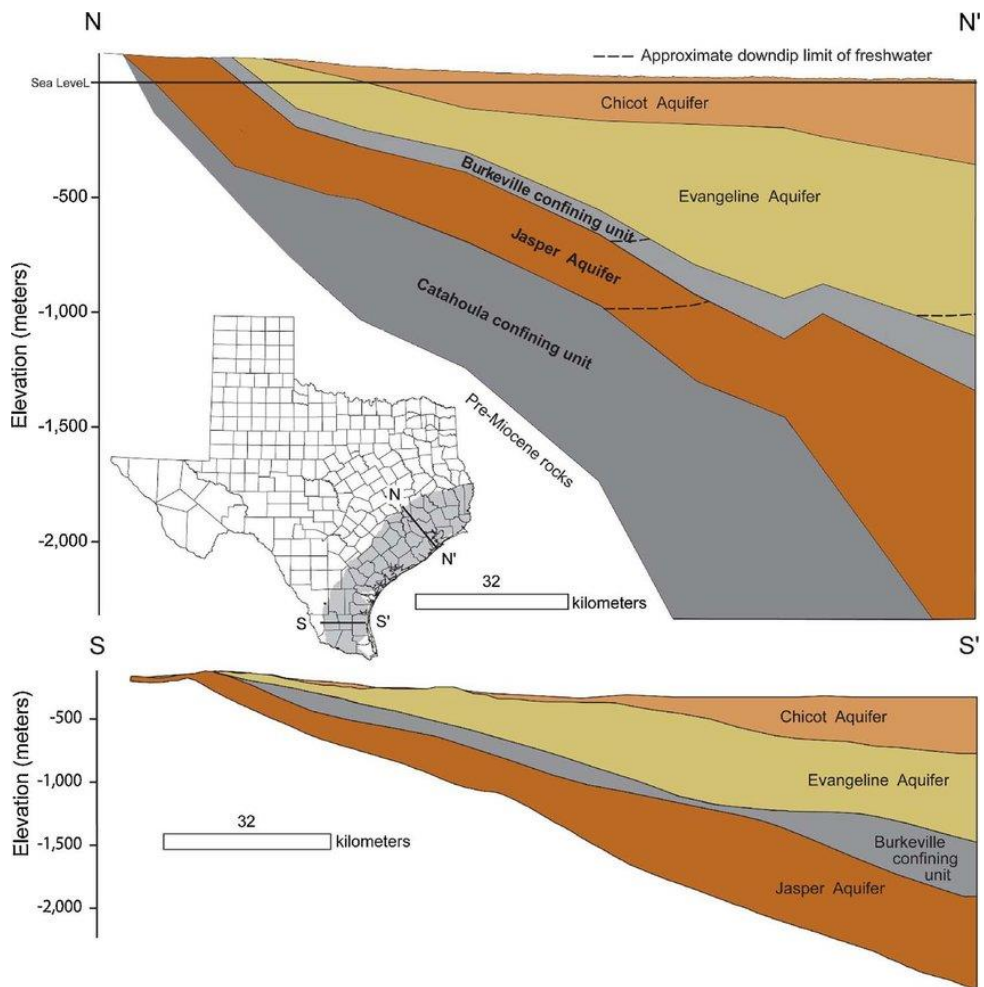 N
N'
Approximate downdip limit of freshwater
Sea LeveL
Chicot Aquifer
-500
Burkeville confining unit
Evangeline Aquifer
Jasper Aquifer
Elevation (meters)
-1,000
Catahoula confining unit
-1,500
Pre-Miocene rocks
N
-2,000
N'
32
kilometers
S
S'
S
S'
-500
Chicot Aquifer
Elevation (meters)
-1,000
Evangeline Aquifer
32
kilometers
-1,500
Burkeville
confining
unit
Jasper Aquifer
-2,000